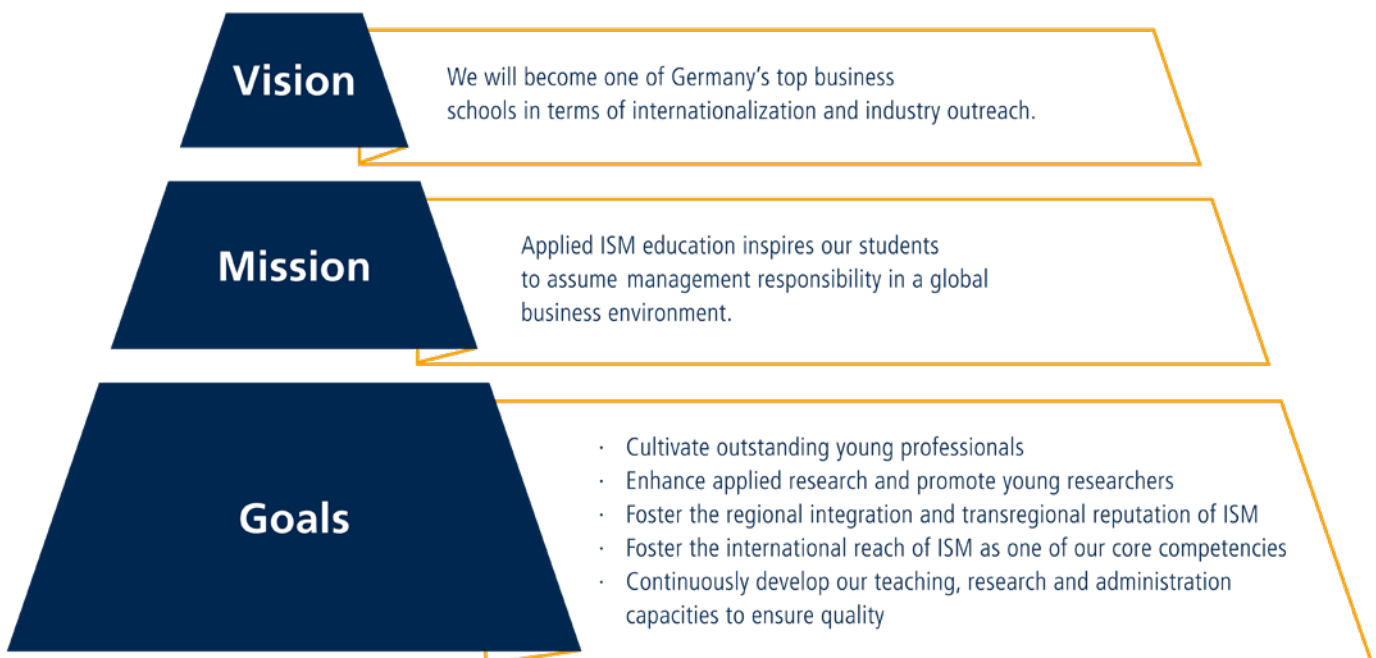 Vision
We will become one of Germany's top business
schools in terms of internationalization and industry outreach.
Mission
Applied ISM education inspires our students
to assume management responsibility in a global
business environment.
Goals
· Cultivate outstanding young professionals
· Enhance applied research and promote young researchers
· Foster the regional integration and transregional reputation of ISM
· Foster the international reach of ISM as one of our core competencies
· Continuously develop our teaching, research and administration
capacities to ensure quality